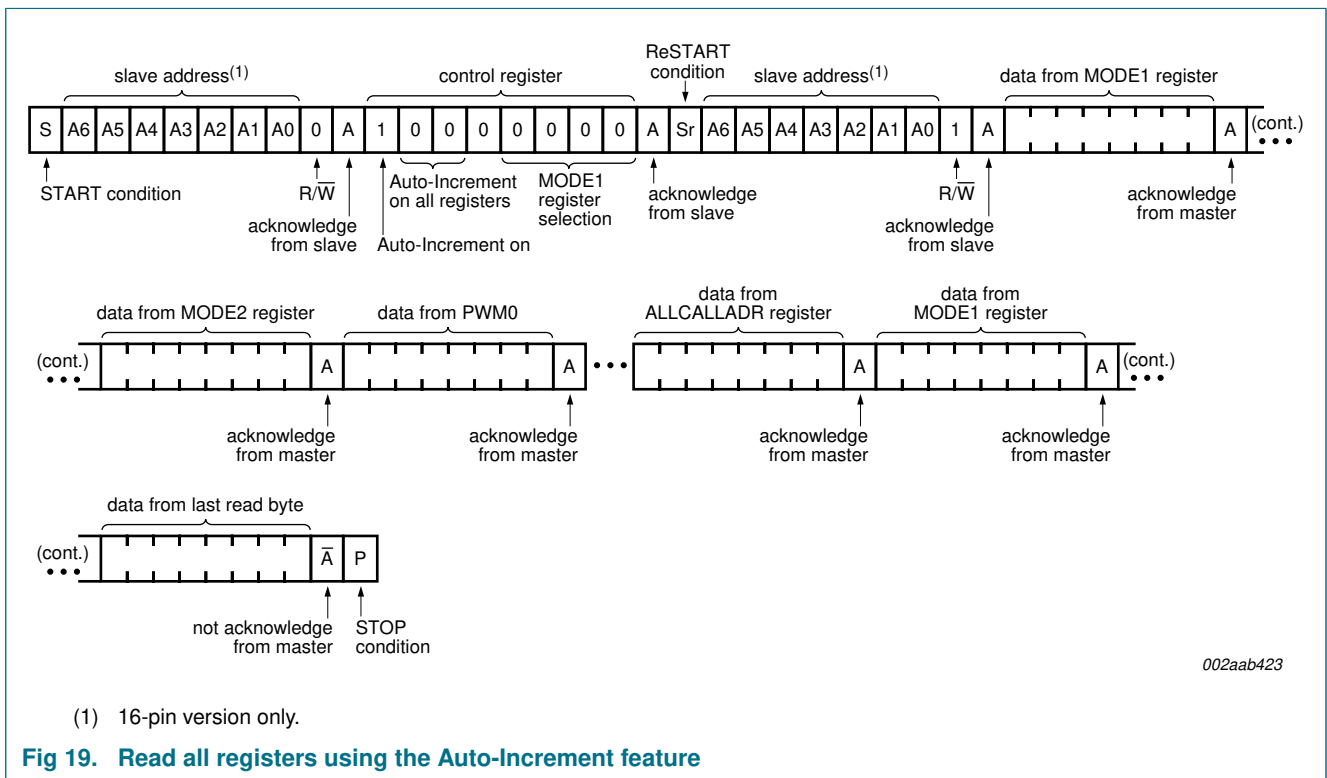 ReSTART
condition
slave address(1) control register slave address(1) data from MODE1 register
S A6 A5 A4 A3 A2 A1 A0 0 A 1 0 0 0 0 0 0 0 A Sr A6 A5 A4 A3 A2 A1 A0 1 A A (cont.)
START condition R/W̅ Auto-Increment on all registers MODE1 register selection acknowledge from slave R/W̅ acknowledge from master
acknowledge from slave Auto-Increment on acknowledge from slave
data from MODE2 register data from PWM0 data from ALLCALLADR register data from MODE1 register
(cont.) A A A A (cont.)
acknowledge from master acknowledge from master acknowledge from master acknowledge from master
data from last read byte
(cont.) A̅ P
not acknowledge from master STOP condition
002aab423
(1) 16-pin version only.
Fig 19. Read all registers using the Auto-Increment feature